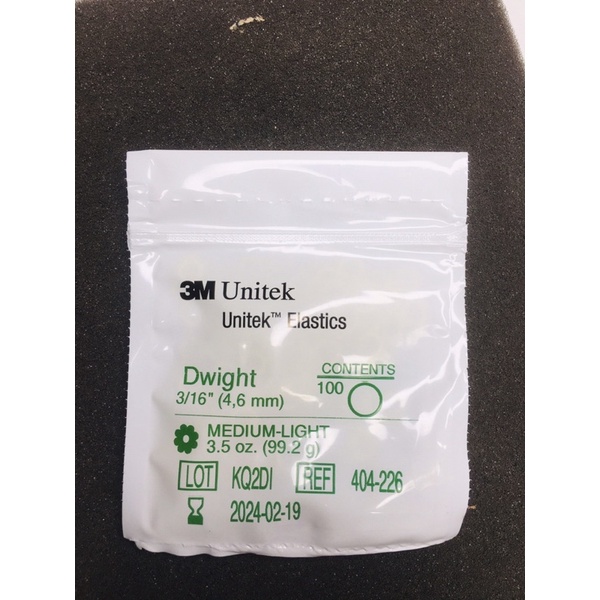 3M Unitek
Unitek™ Elastics
Dwight
3/16" (4,6 mm)
CONTENTS
100
MEDIUM-LIGHT
3.5 oz. (99.2 g)
LOT KQ2DI REF 404-226
2024-02-19